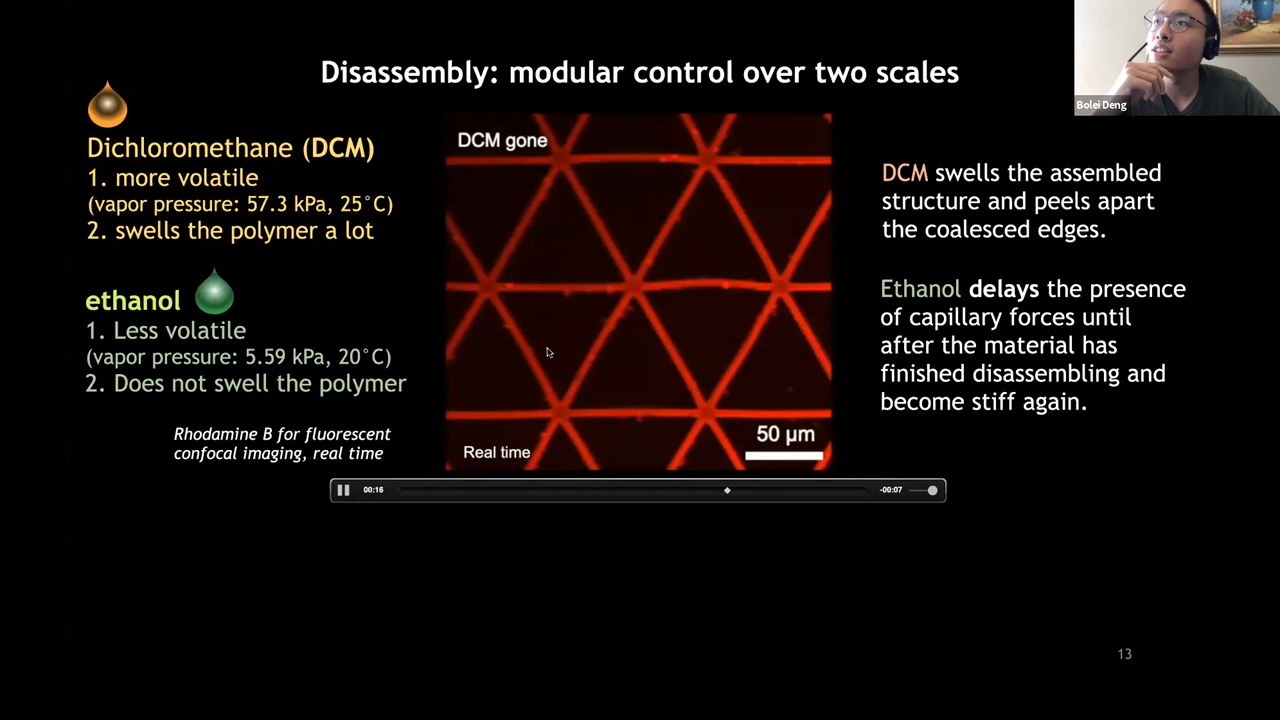 Disassembly: modular control over two scales
Bolei Deng
Dichloromethane (DCM)
1. more volatile
(vapor pressure: 57.3 kPa, 25°C)
2. swells the polymer a lot
ethanol
1. Less volatile
(vapor pressure: 5.59 kPa, 20°C)
2. Does not swell the polymer
Rhodamine B for fluorescent
confocal imaging, real time
DCM gone
50 µm
Real time
00:16
-00:07
DCM swells the assembled
structure and peels apart
the coalesced edges.
Ethanol delays the presence
of capillary forces until
after the material has
finished disassembling and
become stiff again.
13